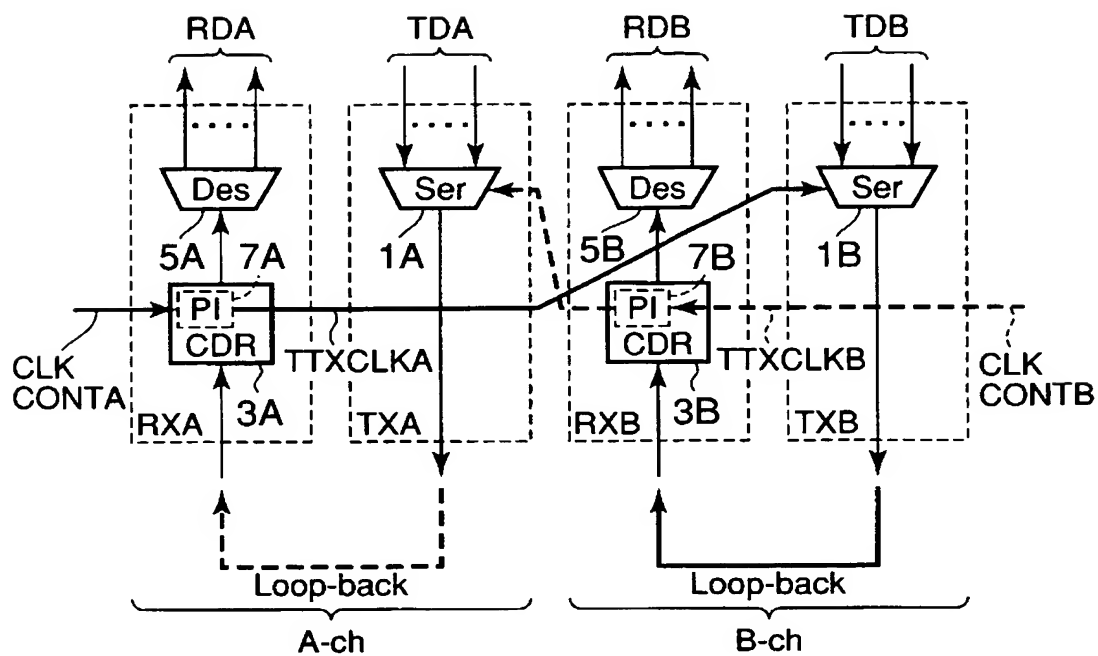 RDA TDA RDB TDB
Des Ser Des Ser
5A 7A 1A 5B 7B 1B
PI PI
CDR CDR
CLK CONTA TTXCLKA TTXCLKB CLK CONTB
3A 3B
RXA TXA RXB TXB
Loop-back Loop-back
A-ch B-ch